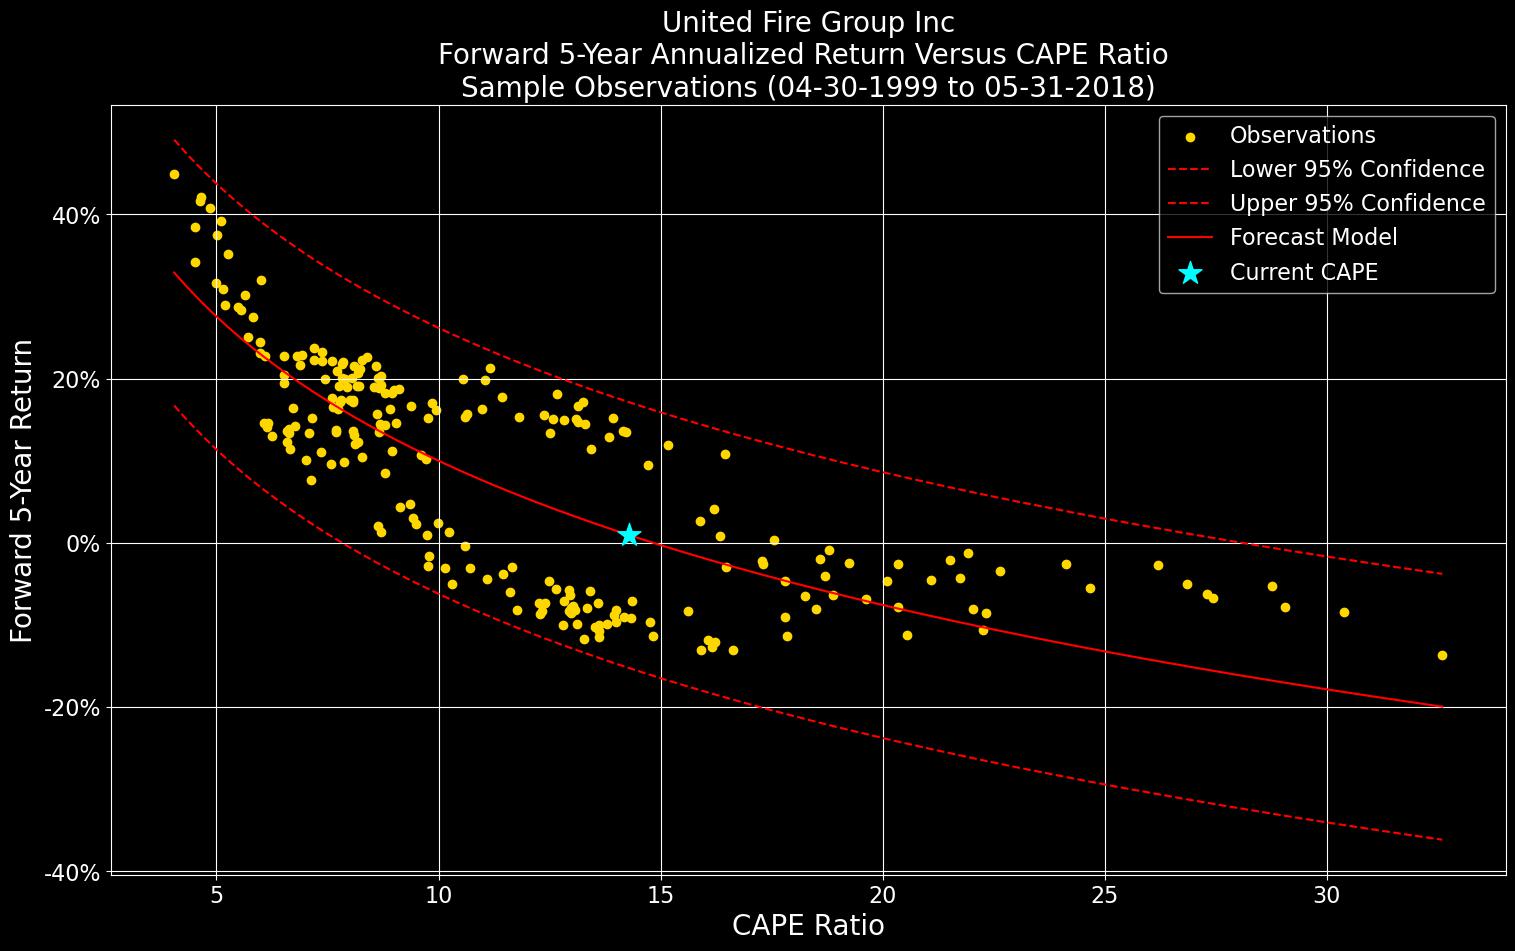 United Fire Group Inc
Forward 5-Year Annualized Return Versus CAPE Ratio
Sample Observations (04-30-1999 to 05-31-2018)
Observations
Lower 95% Confidence
Upper 95% Confidence
Forecast Model
Current CAPE
Forward 5-Year Return
40%
20%
0%
-20%
-40%
5 10 15 20 25 30
CAPE Ratio